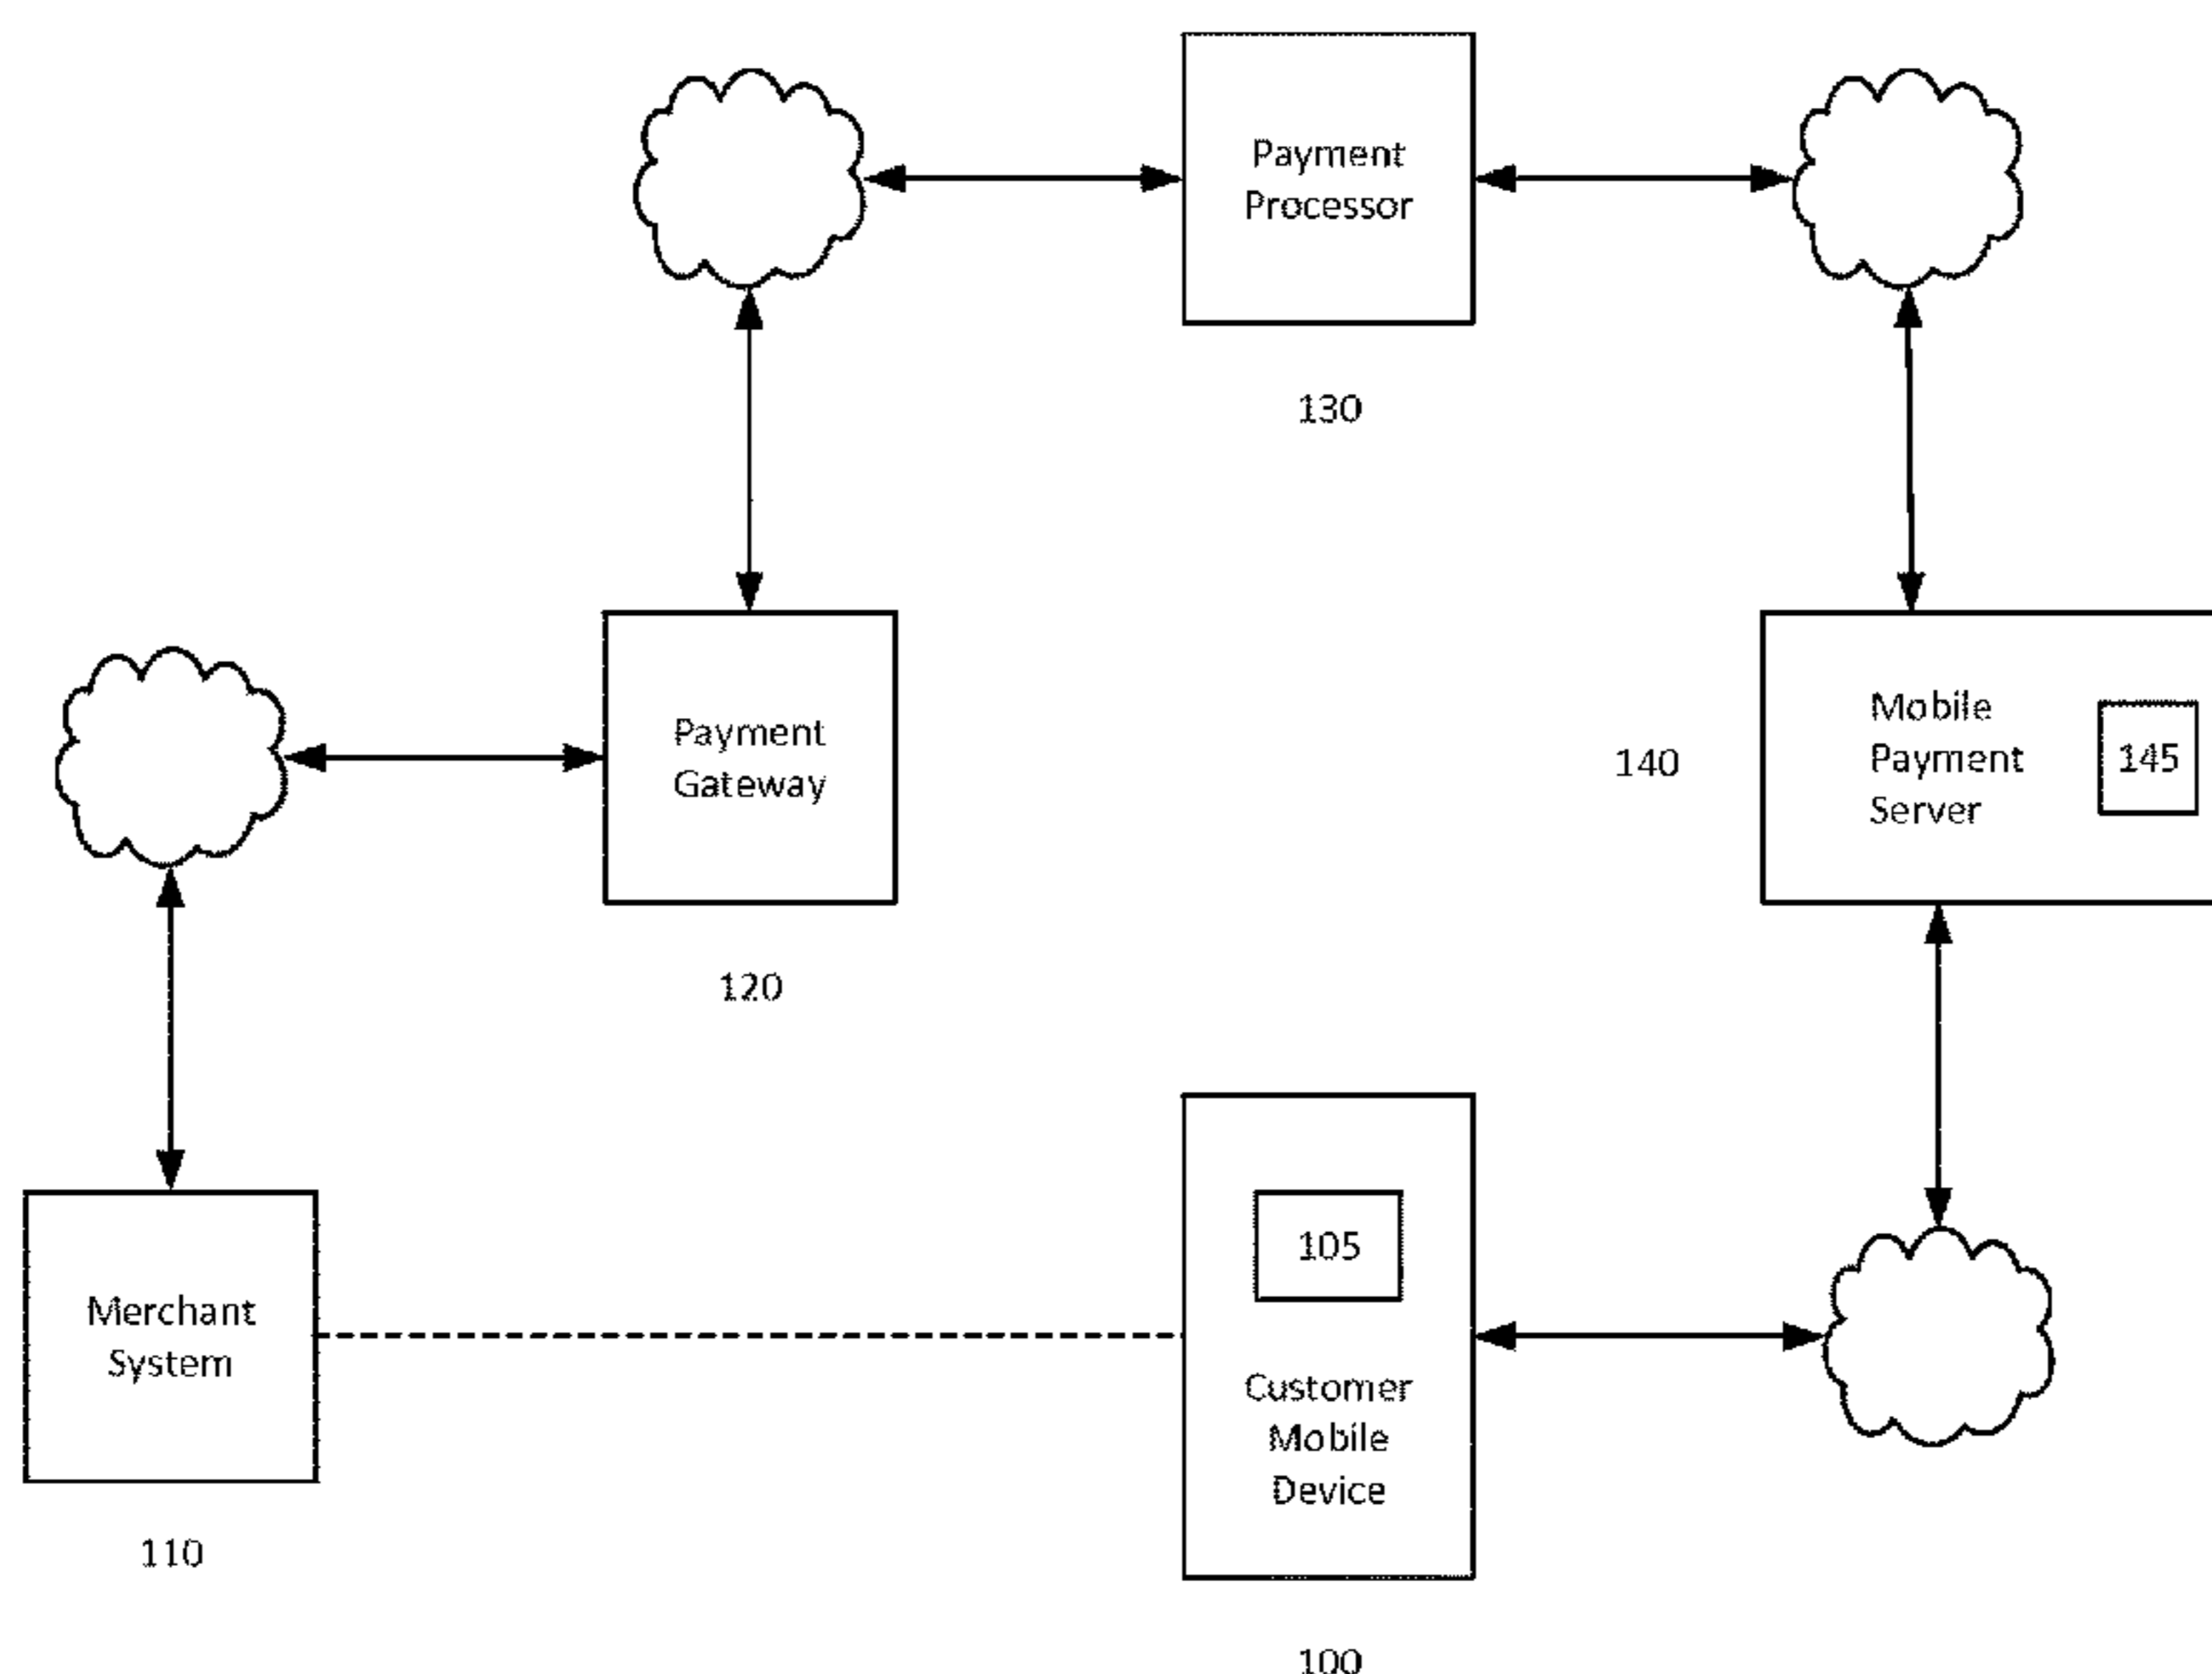 Payment
Processor
130
Payment
Gateway
120
Mobile
Payment
Server
140
145
105
Customer
Mobile
Device
100
Merchant
System
110